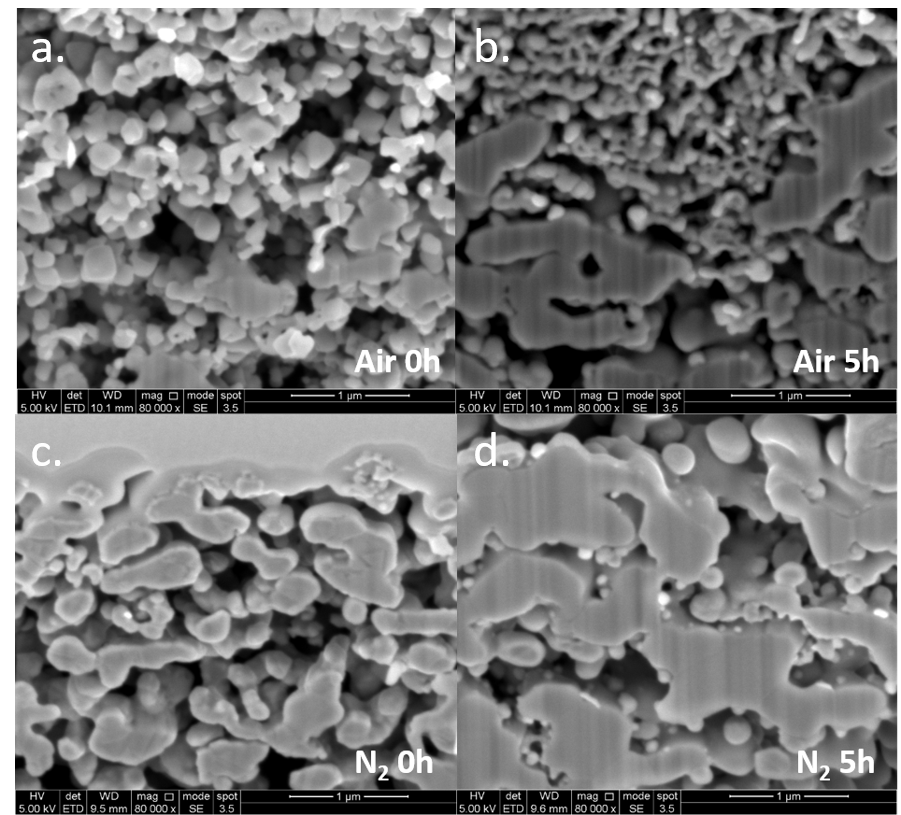 a.
Air 0h
HV det WD mag □ mode spot
5.00 kV ETD 10.1 mm 80 000 x SE 3.5
1 µm
b.
Air 5h
HV det WD mag □ mode spot
5.00 kV ETD 10.1 mm 80 000 x SE 3.5
1 µm
c.
N₂ 0h
HV det WD mag □ mode spot
5.00 kV ETD 9.5 mm 80 000 x SE 3.5
1 µm
d.
N₂ 5h
HV det WD mag □ mode spot
5.00 kV ETD 9.6 mm 80 000 x SE 3.5
1 µm